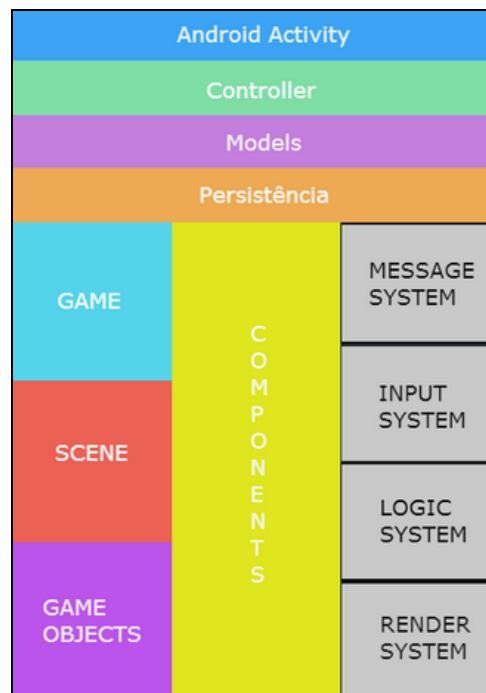 Android Activity
Controller
Models
Persistência
GAME
SCENE
GAME
OBJECTS
COMPONENTS
MESSAGE
SYSTEM
INPUT
SYSTEM
LOGIC
SYSTEM
RENDER
SYSTEM